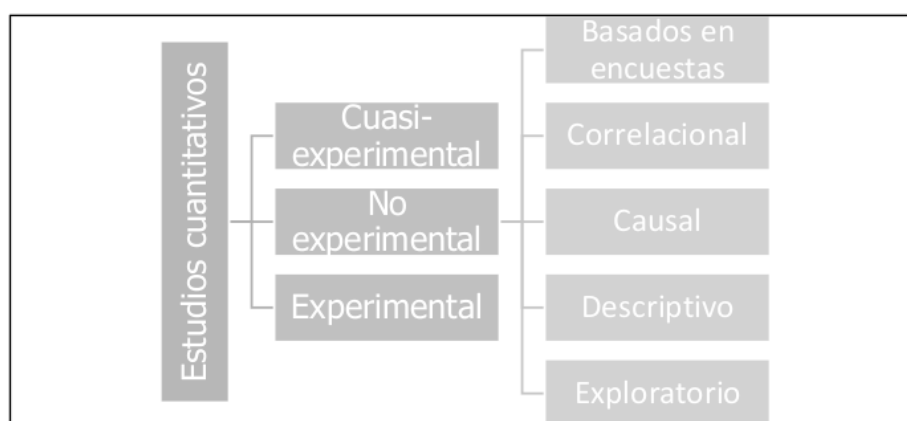 Estudios cuantitativos
Cuasi-
experimental
No
experimental
Experimental
Basados en
encuestas
Correlacional
Causal
Descriptivo
Exploratorio